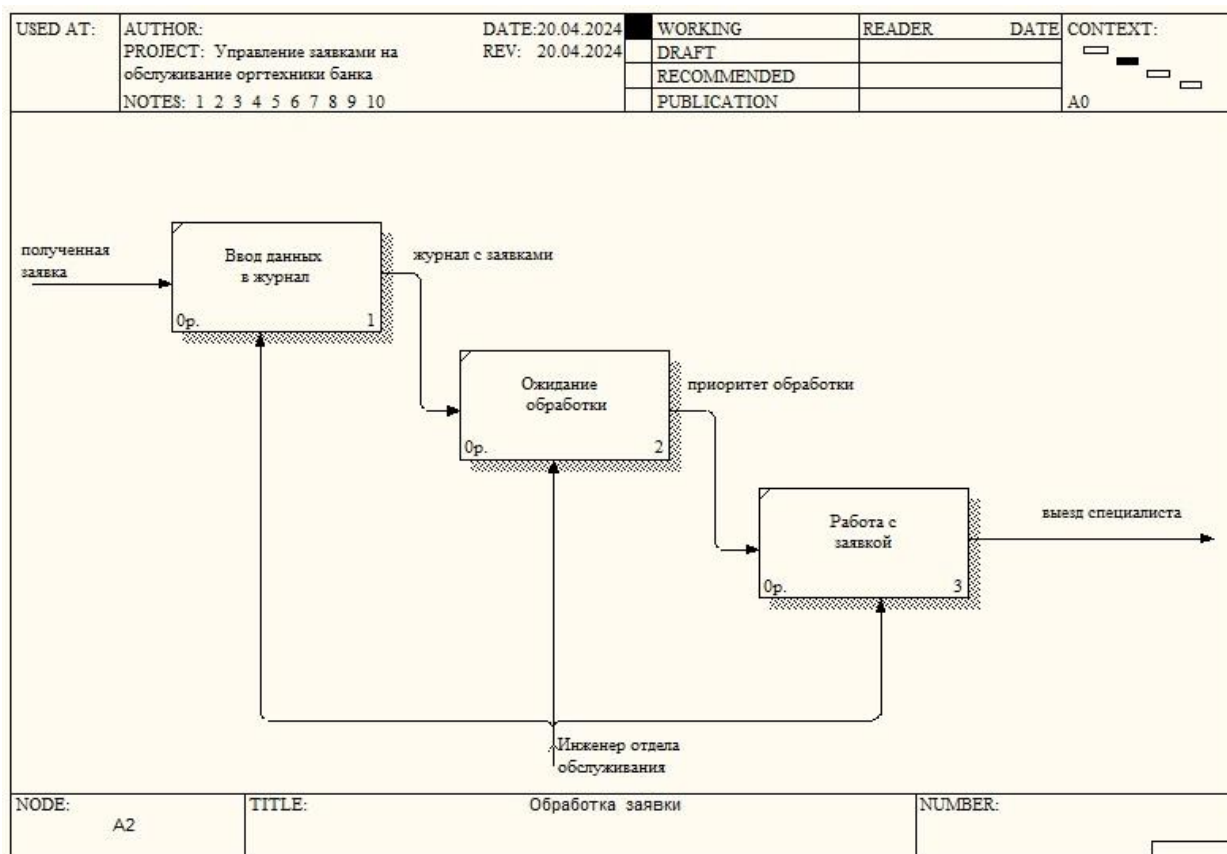 USED AT:
AUTHOR:
DATE:20.04.2024
WORKING
READER
DATE
CONTEXT:
PROJECT: Управление заявками на
REV: 20.04.2024
DRAFT
обслуживание оргтехники банка
RECOMMENDED
NOTES: 1 2 3 4 5 6 7 8 9 10
PUBLICATION
A0
полученная
заявка
Ввод данных
в журнал
0р.
1
журнал с заявками
Ожидание
обработки
0р.
2
приоритет обработки
Работа с
заявкой
0р.
3
выезд специалиста
Инженер отдела
обслуживания
NODE:
A2
TITLE:
Обработка заявки
NUMBER: